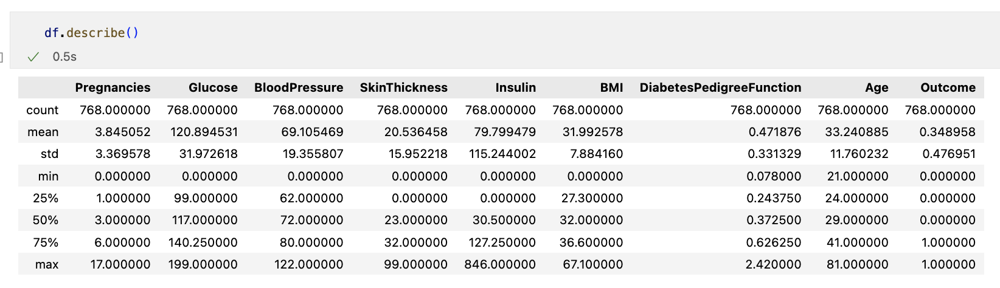 df.describe()
] ✓ 0.5s
Pregnancies Glucose BloodPressure SkinThickness Insulin BMI DiabetesPedigreeFunction Age Outcome
count 768.000000 768.000000 768.000000 768.000000 768.000000 768.000000 768.000000 768.000000 768.000000
mean 3.845052 120.894531 69.105469 20.536458 79.799479 31.992578 0.471876 33.240885 0.348958
std 3.369578 31.972618 19.355807 15.952218 115.244002 7.884160 0.331329 11.760232 0.476951
min 0.000000 0.000000 0.000000 0.000000 0.000000 0.000000 0.078000 21.000000 0.000000
25% 1.000000 99.000000 62.000000 0.000000 0.000000 27.300000 0.243750 24.000000 0.000000
50% 3.000000 117.000000 72.000000 23.000000 30.500000 32.000000 0.372500 29.000000 0.000000
75% 6.000000 140.250000 80.000000 32.000000 127.250000 36.600000 0.626250 41.000000 1.000000
max 17.000000 199.000000 122.000000 99.000000 846.000000 67.100000 2.420000 81.000000 1.000000